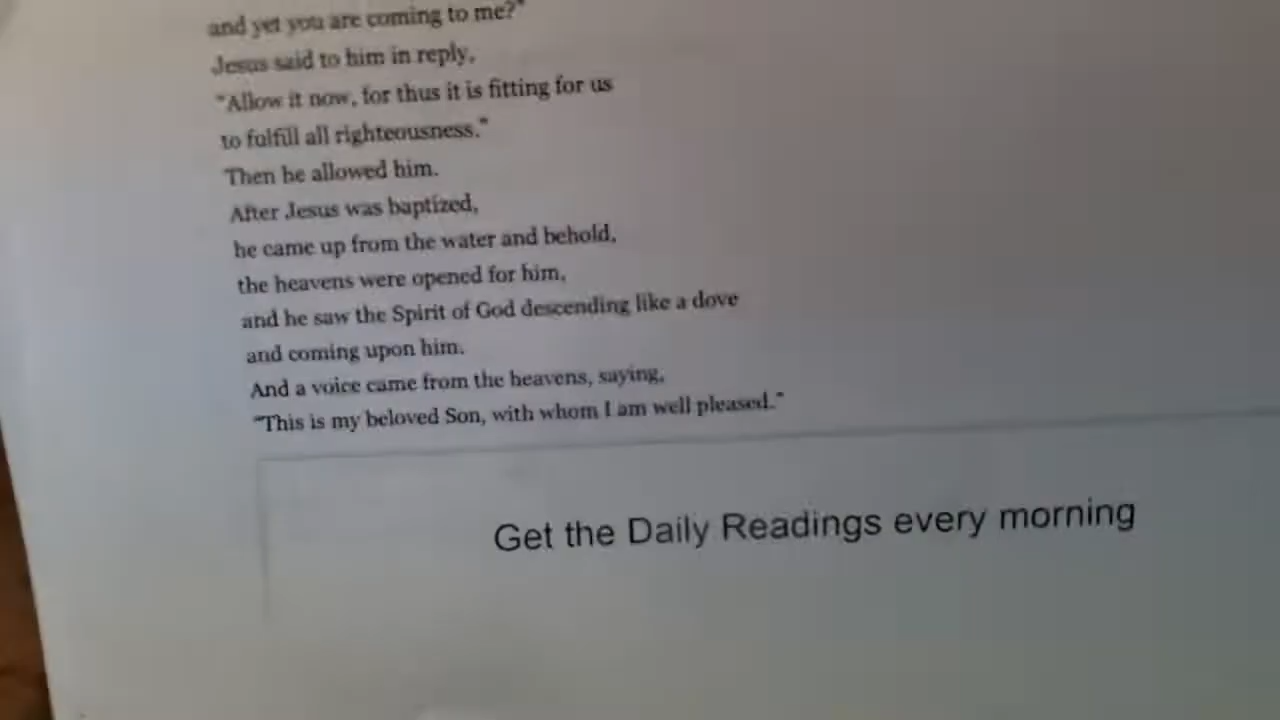 and yet you are coming to me?"
Jesus said to him in reply,
"Allow it now, for thus it is fitting for us
to fulfill all righteousness."
Then he allowed him.
After Jesus was baptized,
he came up from the water and behold,
the heavens were opened for him,
and he saw the Spirit of God descending like a dove
and coming upon him.
And a voice came from the heavens, saying,
"This is my beloved Son, with whom I am well pleased."
Get the Daily Readings every morning